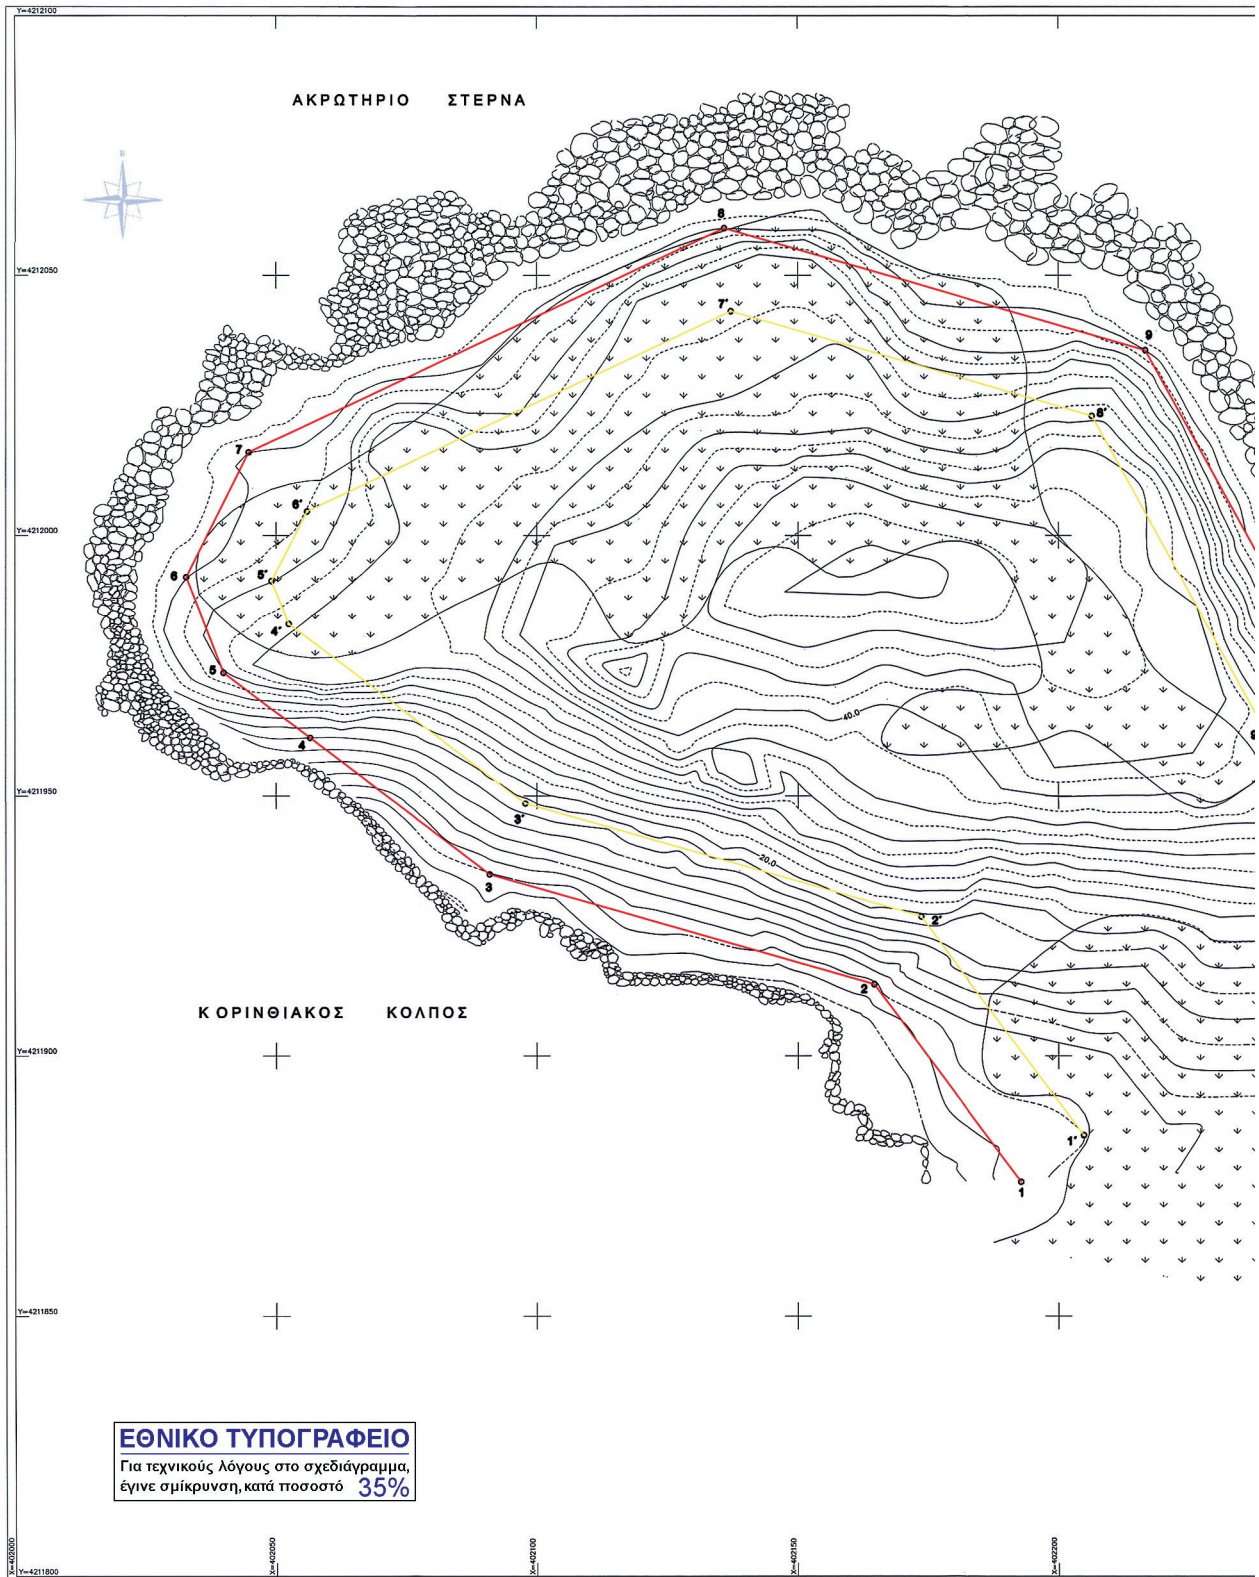 Y=4212100
ΑΚΡΩΤΗΡΙΟ ΣΤΕΡΝΑ
N
8
Y=4212050
7'
9
8'
7
6'
Y=4212000
6
5'
4'
5
40.0
9
4
Y=4211950
3'
20.0
3
2'
2
ΚΟΡΙΝΘΙΑΚΟΣ ΚΟΛΠΟΣ
Y=4211900
1'
1
Y=4211850
ΕΘΝΙΚΟ ΤΥΠΟΓΡΑΦΕΙΟ
Για τεχνικούς λόγους στο σχεδιάγραμμα,
έγινε σμίκρυνση, κατά ποσοστό 35%
X=402000
X=402050
X=402100
X=402150
X=402200
Y=4211800